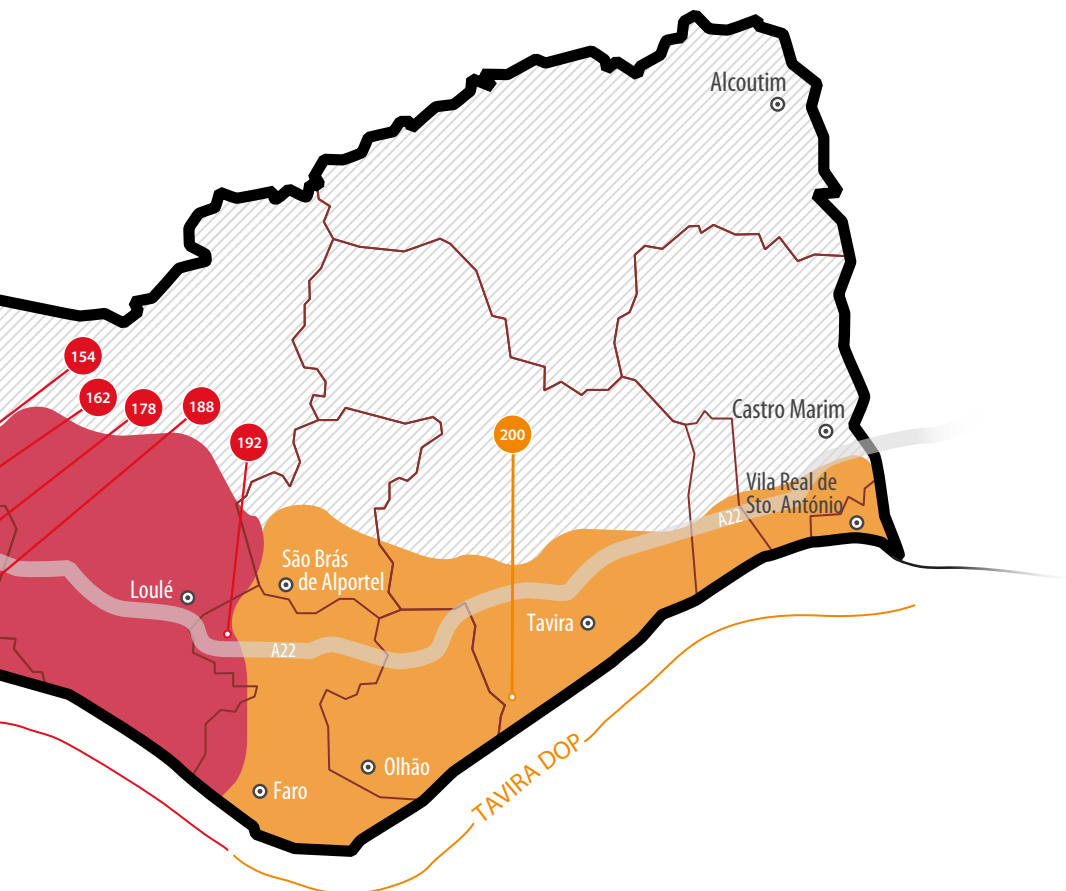 Alcoutim
154
162
178
188
192
200
Castro Marim
Vila Real de
Sto. António
A22
São Brás
de Alportel
Loulé
Tavira
A22
Olhão
Faro
TAVIRA DOP